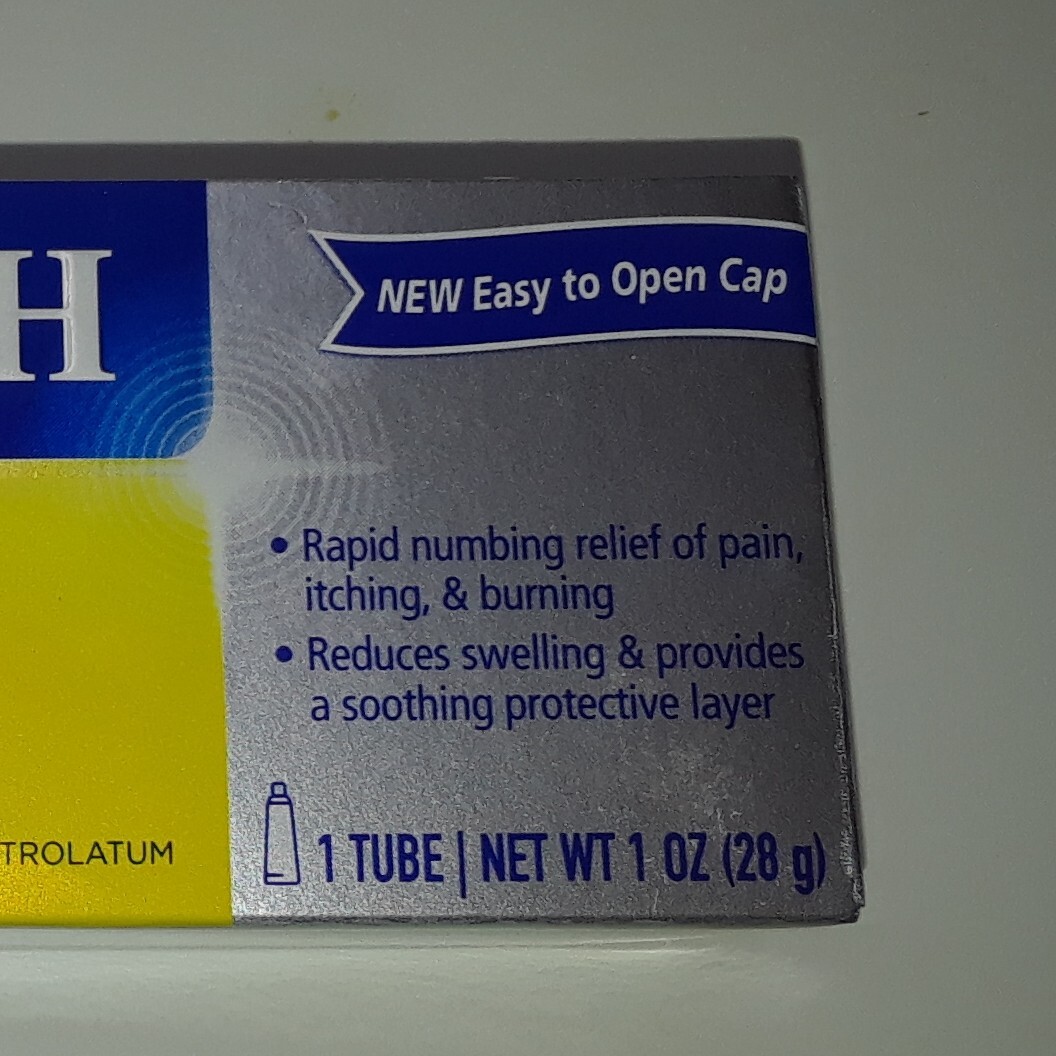 H
NEW Easy to Open Cap
• Rapid numbing relief of pain,
itching, & burning
• Reduces swelling & provides
a soothing protective layer
TROLATUM
1 TUBE | NET WT 1 OZ (28 g)